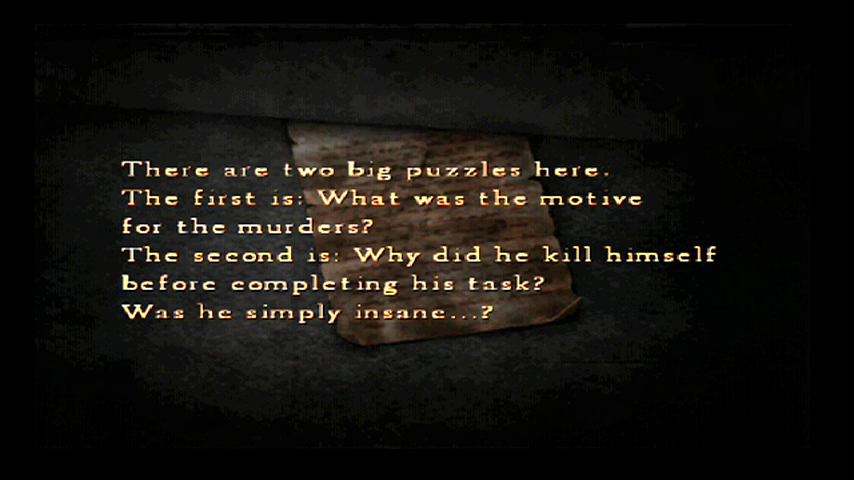 There are two big puzzles here.
The first is: What was the motive
for the murders?
The second is: Why did he kill himself
before completing his task?
Was he simply insane...?